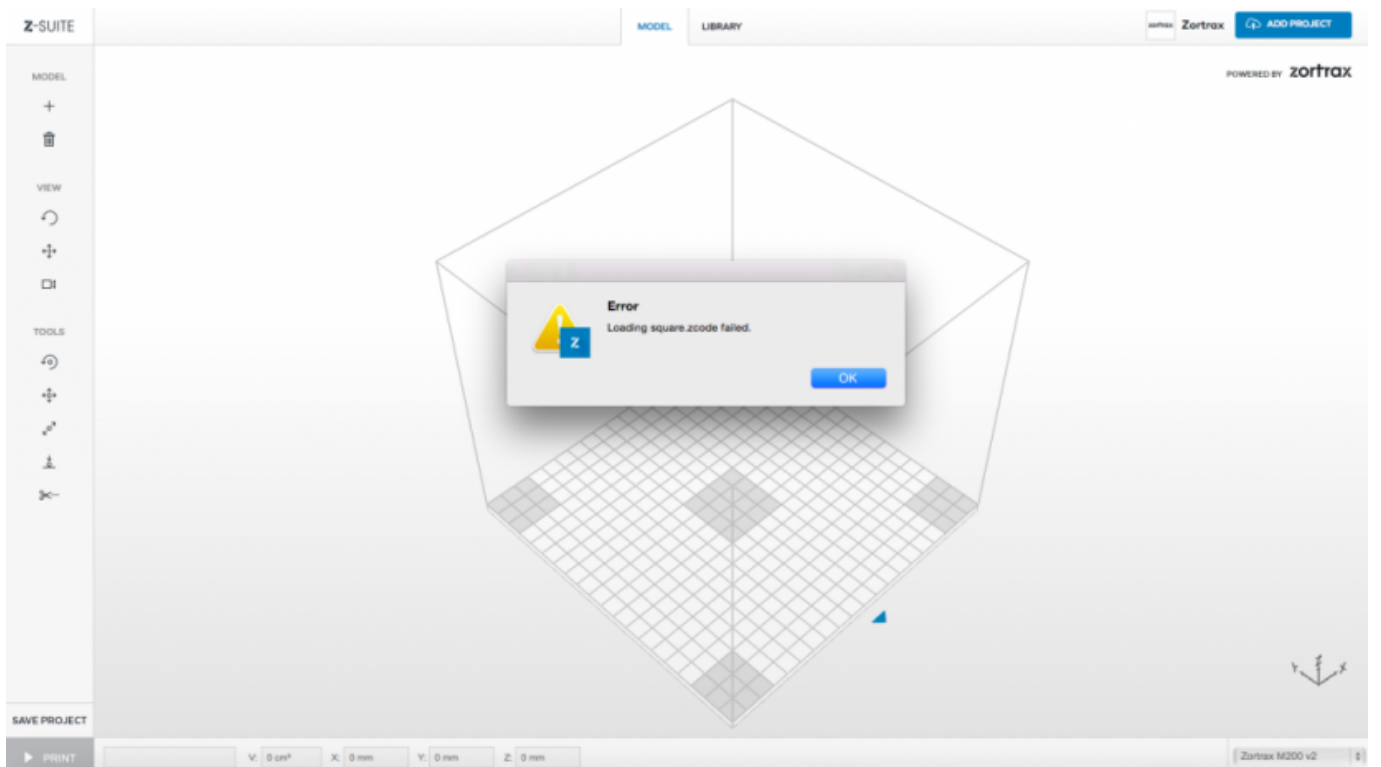 Z-SUITE
MODEL
LIBRARY
zortrax
Zortrax
ADD PROJECT
POWERED BY zortrax
MODEL
VIEW
TOOLS
Error
Loading square.zcode failed.
Z
OK
Z
Y
X
SAVE PROJECT
PRINT
V: 0 cm³
X: 0 mm
Y: 0 mm
Z: 0 mm
Zortrax M200 v2